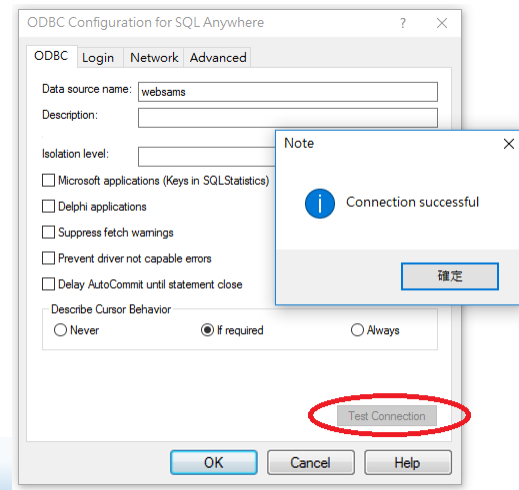 ODBC Configuration for SQL Anywhere
ODBC Login Network Advanced
Data source name: websams
Description:
Isolation level:
Microsoft applications (Keys in SQLStatistics)
Delphi applications
Suppress fetch warnings
Prevent driver not capable errors
Delay AutoCommit until statement close
Describe Cursor Behavior
Never If required Always
Test Connection
OK Cancel Help
Note
Connection successful
確定